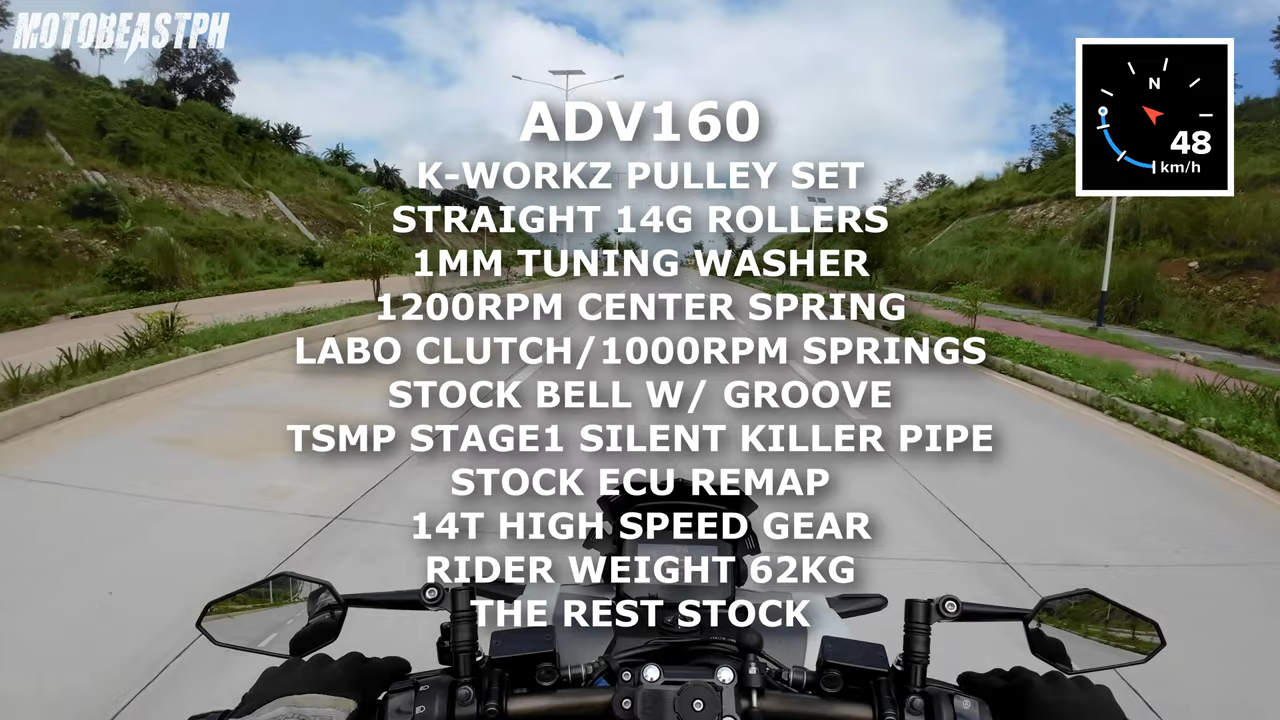 MOTOBEASTPH
N
48
km/h
ADV160
K-WORKZ PULLEY SET
STRAIGHT 14G ROLLERS
1MM TUNING WASHER
1200RPM CENTER SPRING
LABO CLUTCH/1000RPM SPRINGS
STOCK BELL W/ GROOVE
TSMP STAGE1 SILENT KILLER PIPE
STOCK ECU REMAP
14T HIGH SPEED GEAR
RIDER WEIGHT 62KG
THE REST STOCK